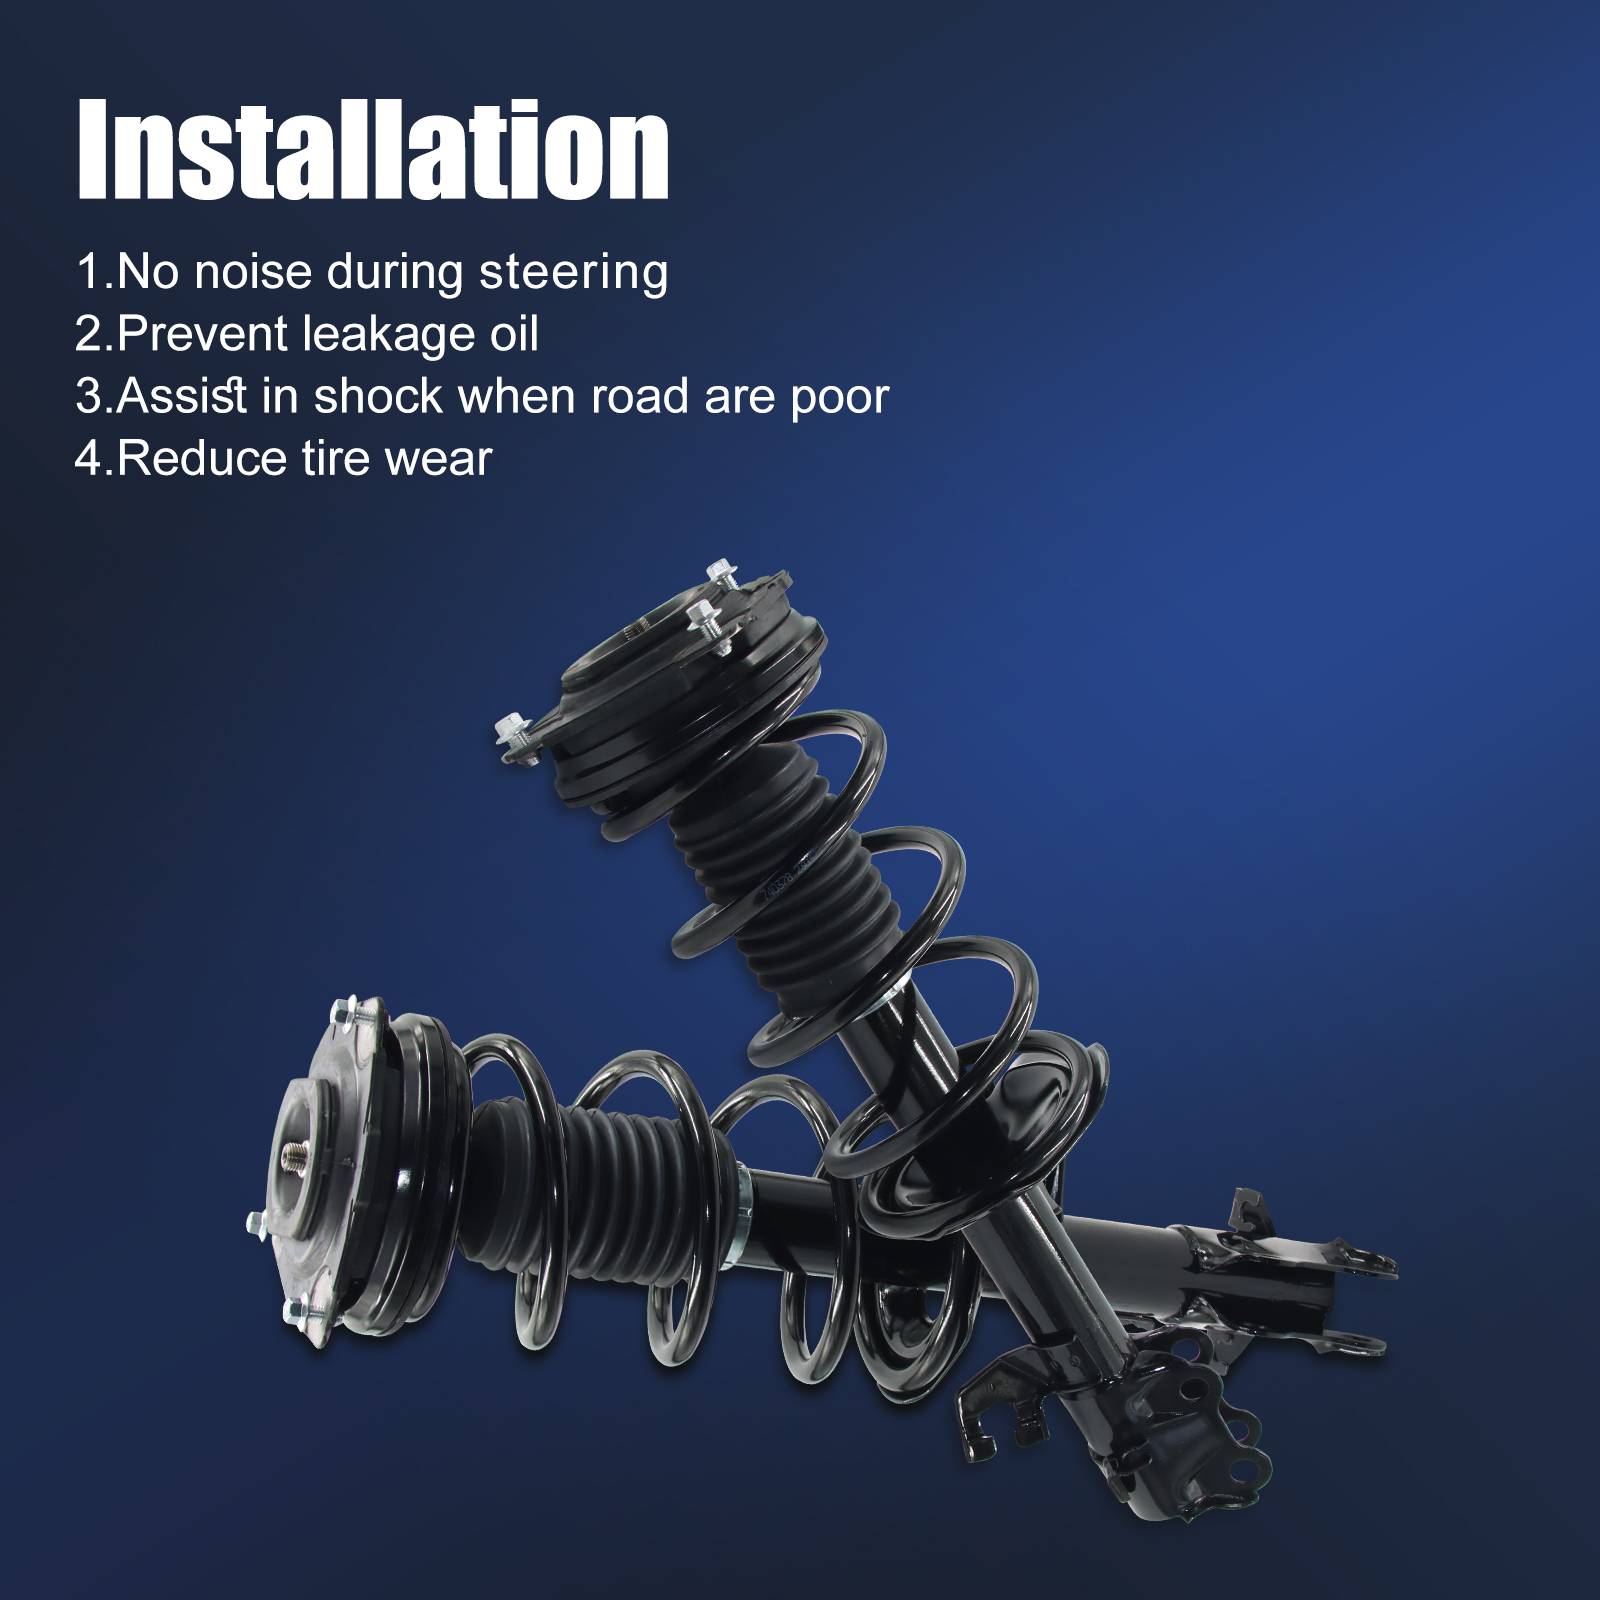 Installation
1.No noise during steering
2.Prevent leakage oil
3.Assist in shock when road are poor
4.Reduce tire wear